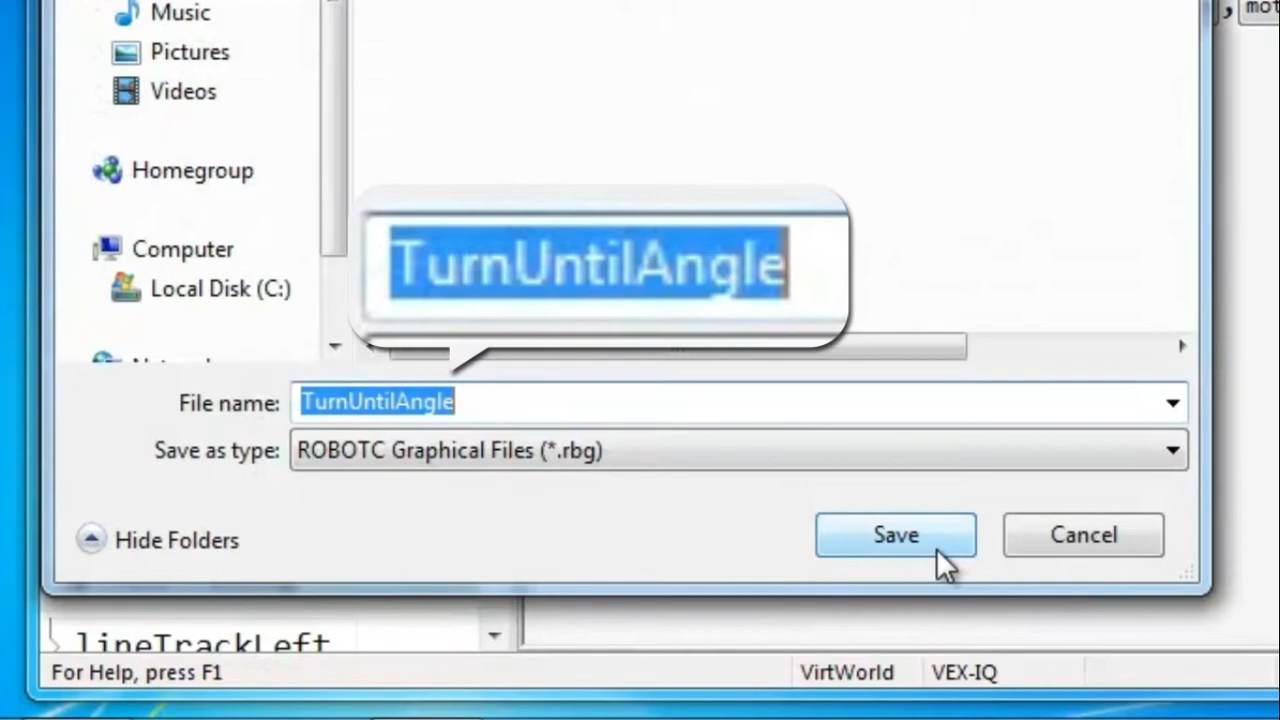 Music
Pictures
Videos
Homegroup
Computer
Local Disk (C:)
TurnUntilAngle
File name: TurnUntilAngle
Save as type: ROBOTC Graphical Files (*.rbg)
Hide Folders
Save
Cancel
lineTrackLeft
For Help, press F1
VirtWorld
VEX-IQ